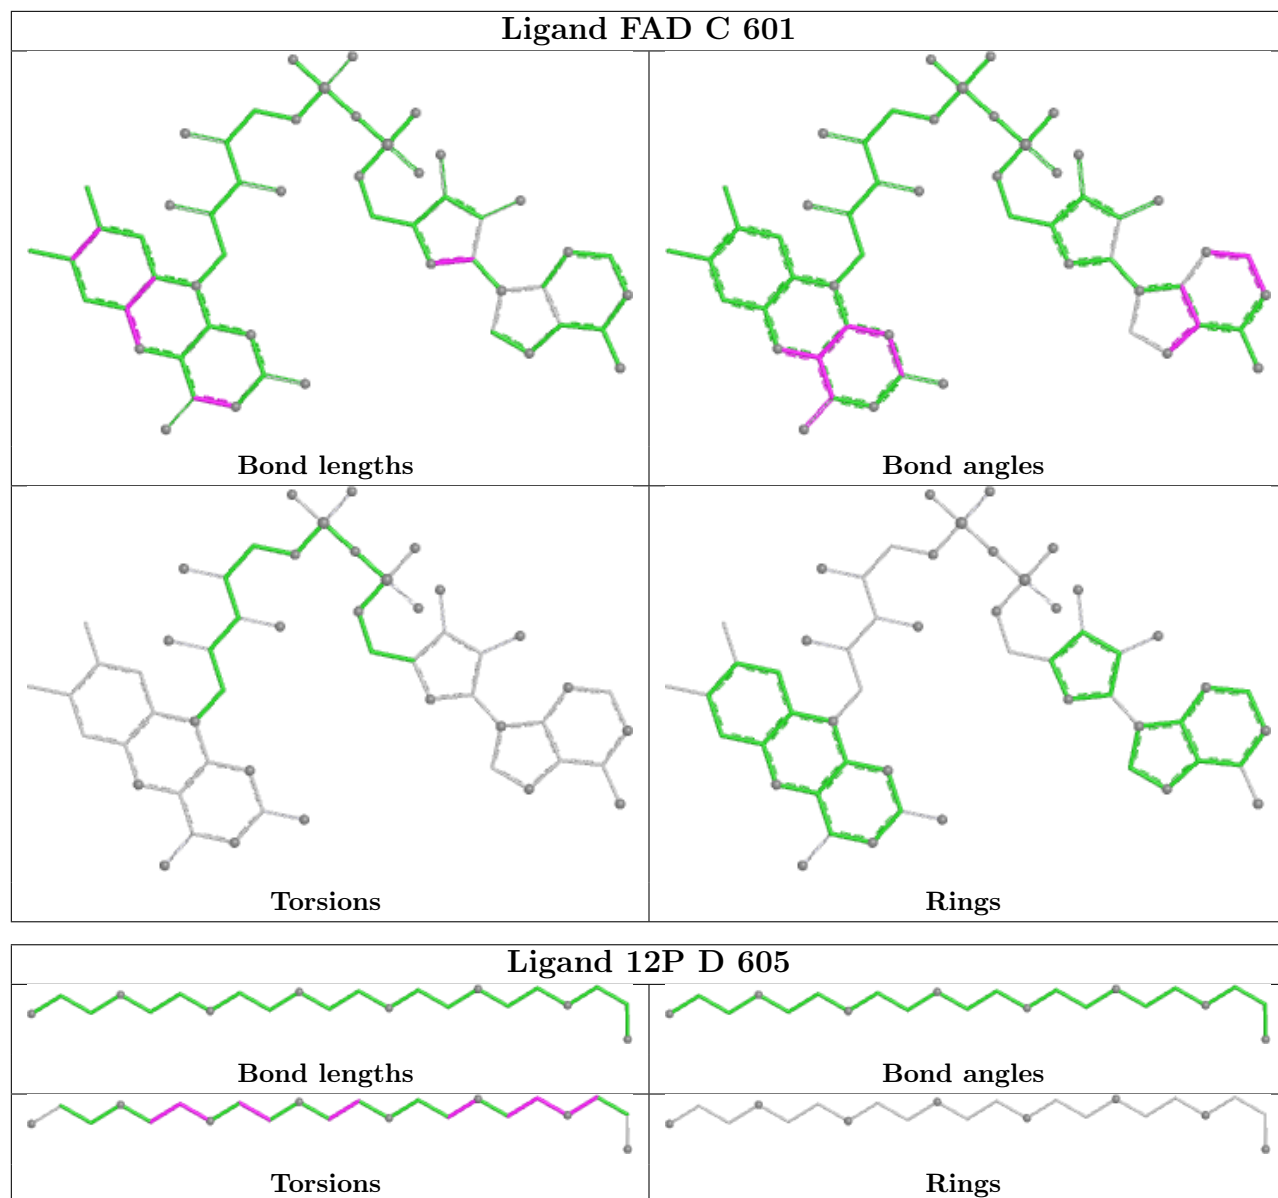 Ligand FAD C 601
Bond lengths
Bond angles
Torsions
Rings
Ligand 12P D 605
Bond lengths
Bond angles
Torsions
Rings